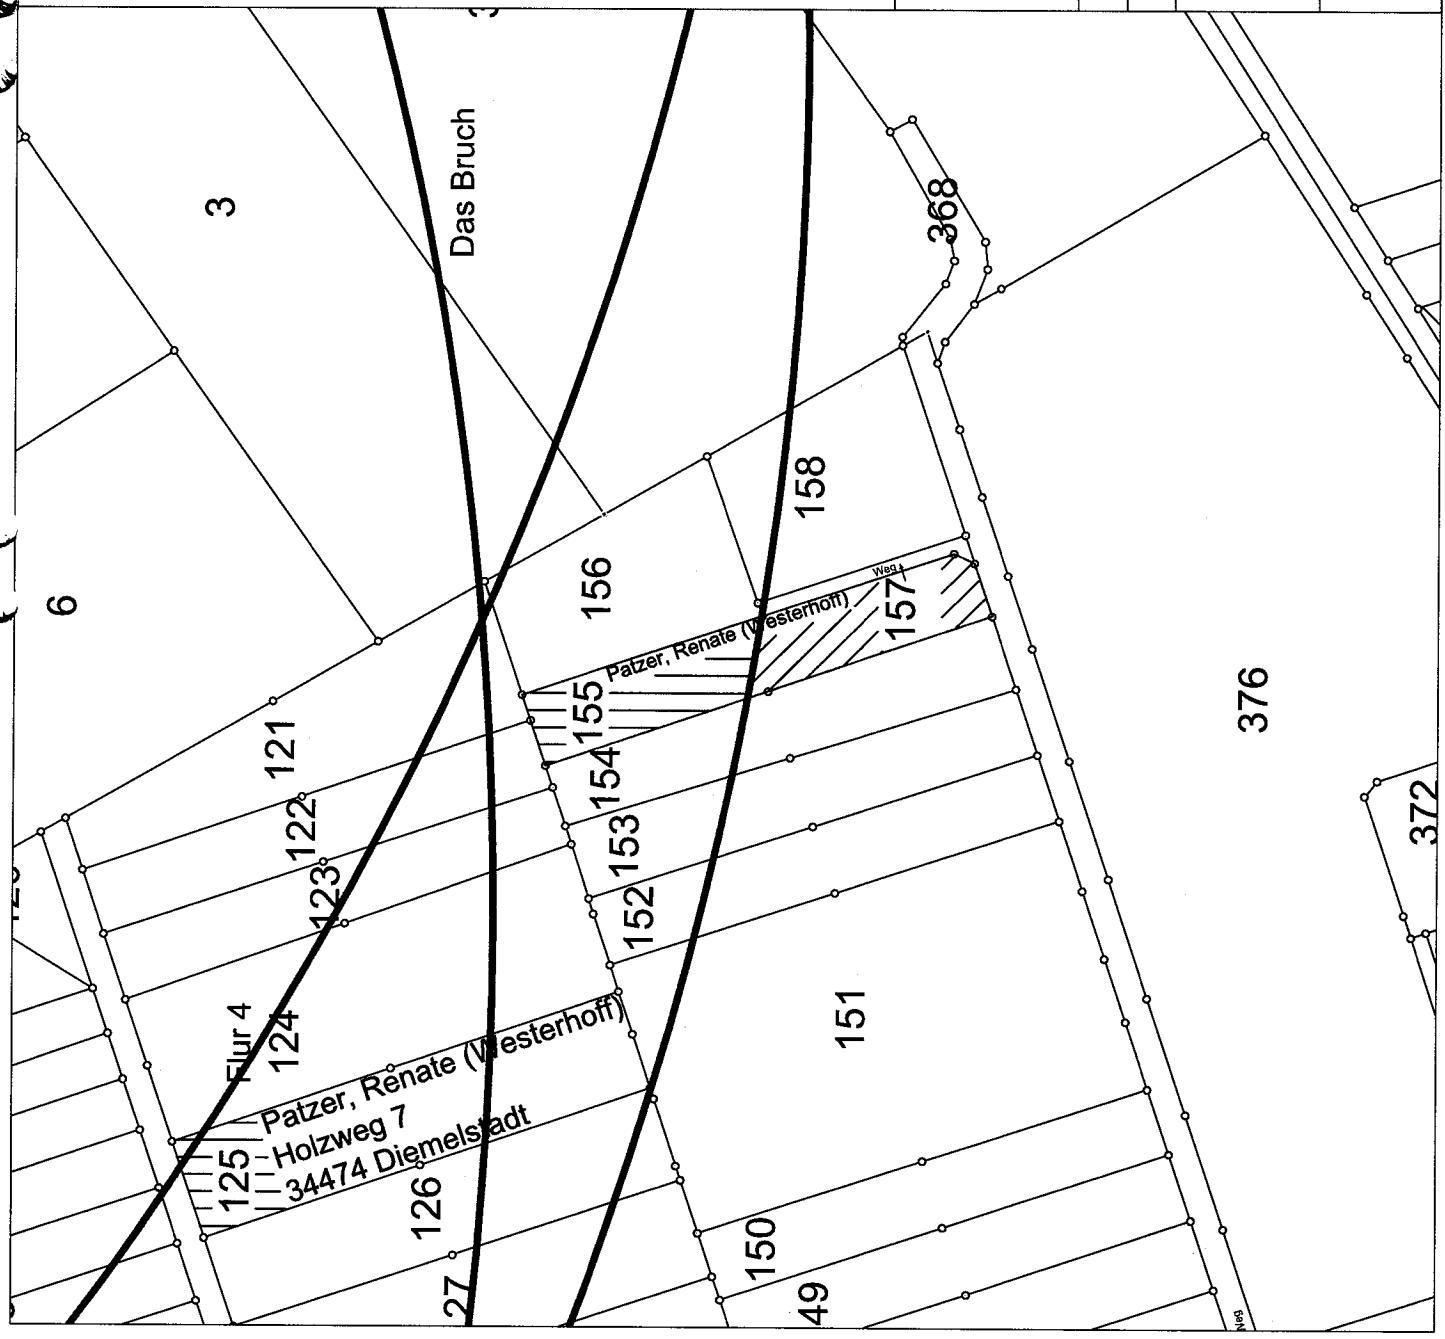 3
Das Bruch
368
6
158
156
Weg
157
Patzer, Renate (Westerhoff)
155
121
154
376
122
153
372
123
152
Flur 4
124
151
Patzer, Renate (Westerhoff)
Holzweg 7
34474 Diemelstadt
125
126
150
27
49
Weg